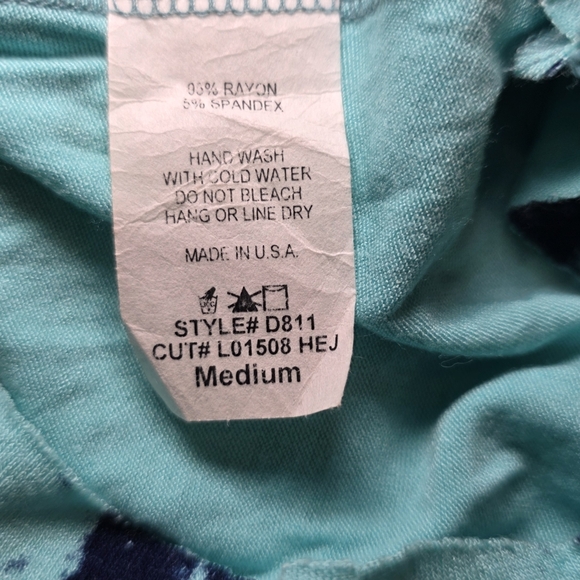 95% RAYON
5% SPANDEX
HAND WASH
WITH COLD WATER
DO NOT BLEACH
HANG OR LINE DRY
MADE IN U.S.A.
STYLE# D811
CUT# L01508 HEJ
Medium